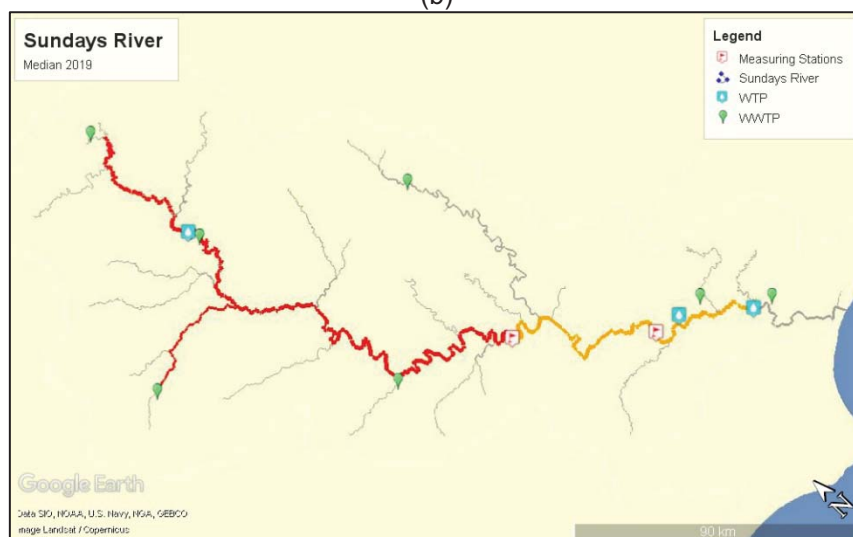 (b)
Sundays River
Median 2019
Legend
Measuring Stations
Sundays River
WTP
WWTP
Google Earth
Data SIO, NOAA, U.S. Navy, NGA, GEBCO
Image Landsat / Copernicus
90 km
N